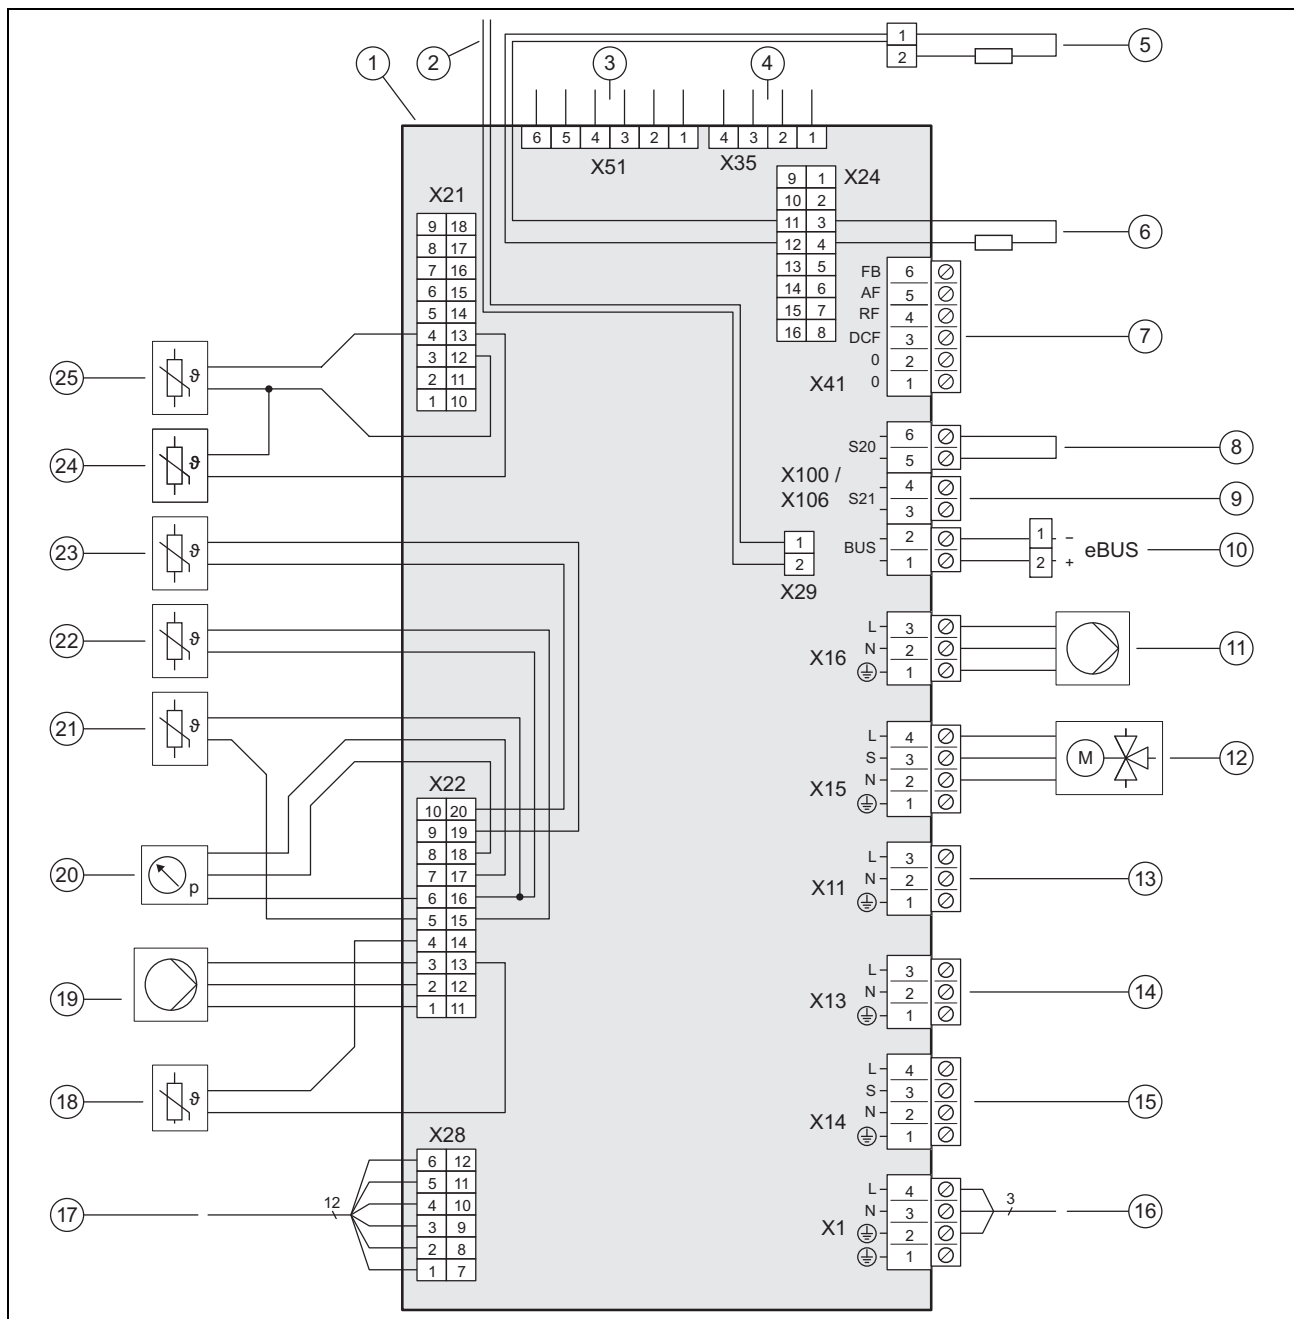 1
2
3
4
5
1
2
6 5 4 3 2 1
X51
4 3 2 1
X35
X24
9 1
10 2
11 3
12 4
13 5
14 6
15 7
16 8
6
X21
9 18
8 17
7 16
6 15
5 14
4 13
3 12
2 11
1 10
FB 6
AF 5
RF 4
DCF 3
0 2
0 1
X41
7
25
ϑ
24
ϑ
S20
6
5
8
X100 /
X106
S21
4
3
9
BUS
2
1
1 –
2 +
eBUS
10
1
2
X29
23
ϑ
22
ϑ
21
ϑ
L 3
N 2
1
X16
11
L 4
S 3
N 2
1
X15
M
12
X22
10 20
9 19
8 18
7 17
6 16
5 15
4 14
3 13
2 12
1 11
20
p
19
18
ϑ
L 3
N 2
1
X11
13
L 3
N 2
1
X13
14
L 4
S 3
N 2
1
X14
15
X28
6 12
5 11
4 10
3 9
2 8
1 7
17
12
L 4
N 3
2
1
X1
3
16